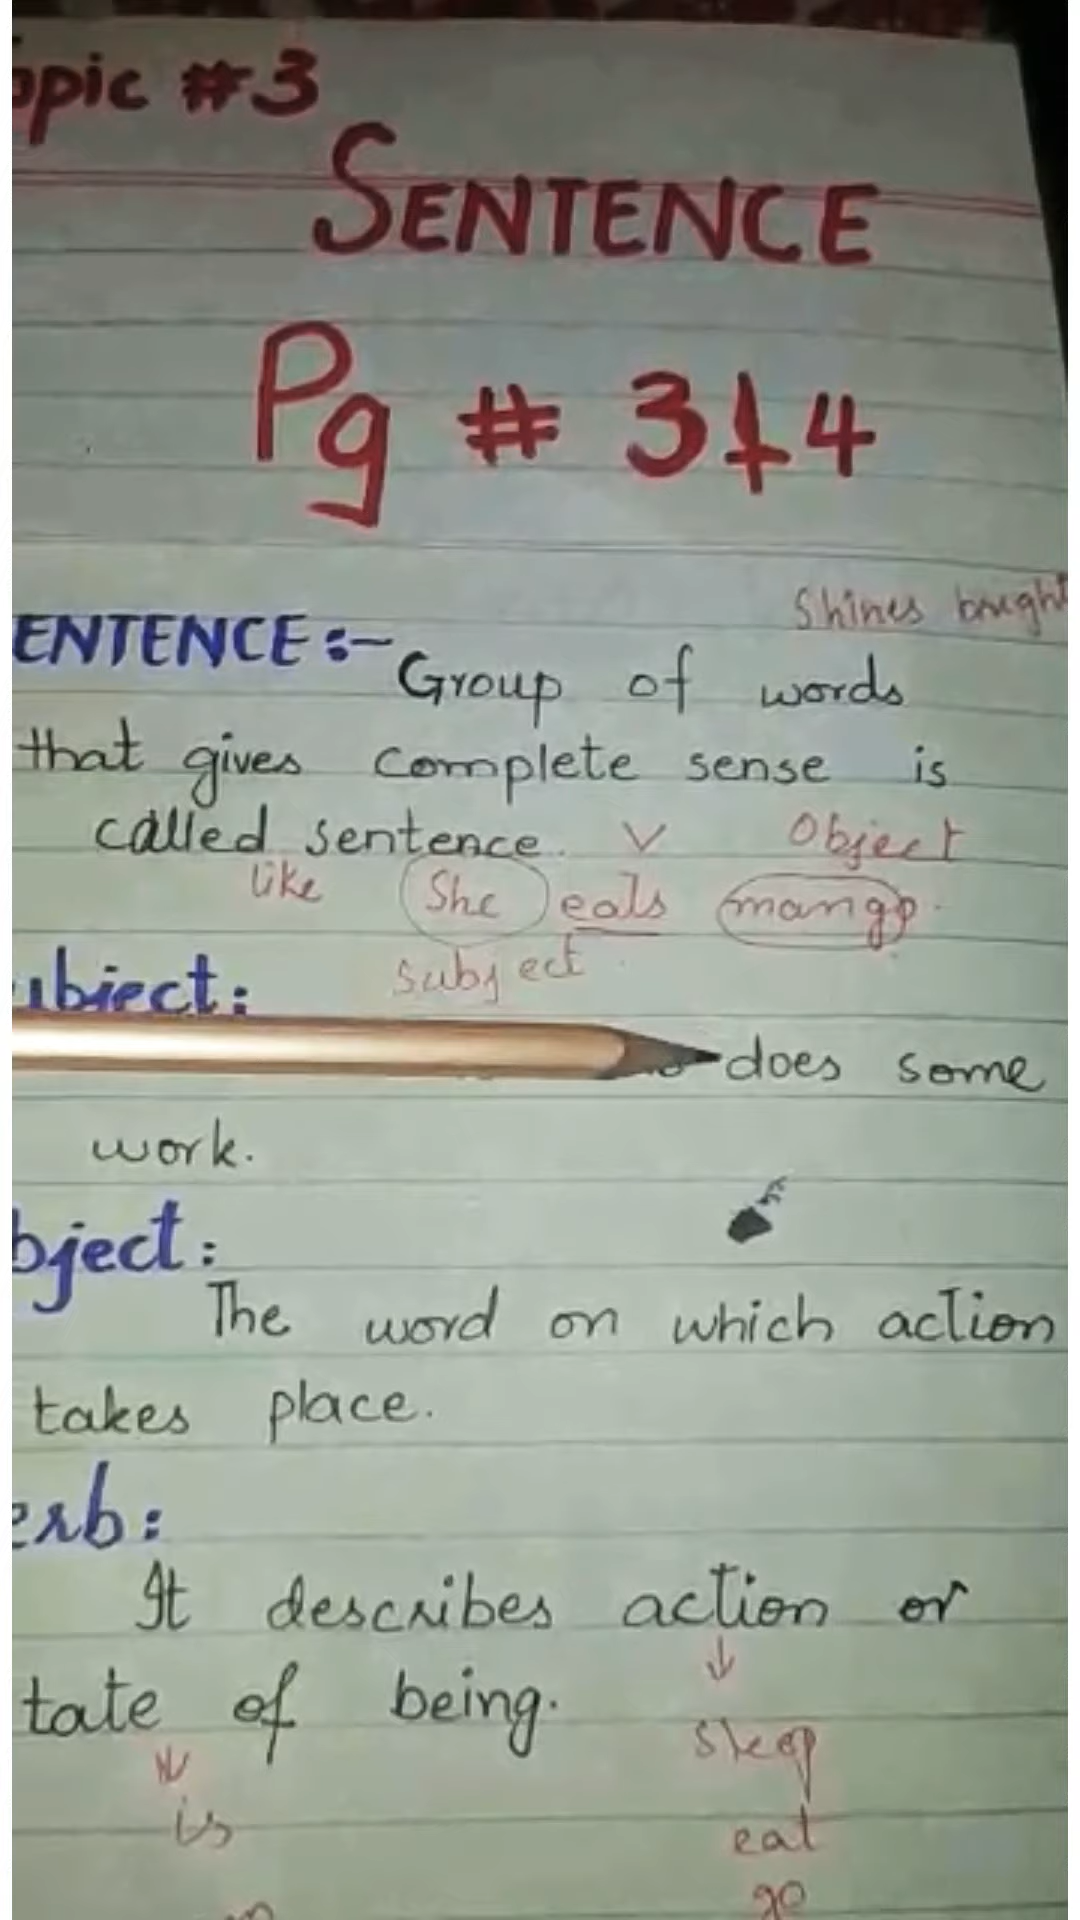 opic #3
SENTENCE
Pg # 3&4
Shines bright
ENTENCE:-
Group of words
that gives complete sense is
called sentence. V Object
like She eats mango.
subject
ubject:
does some
work.
bject:
The word on which action
takes place.
erb:
It describes action or
tate of being.
sleep
is
eat
go